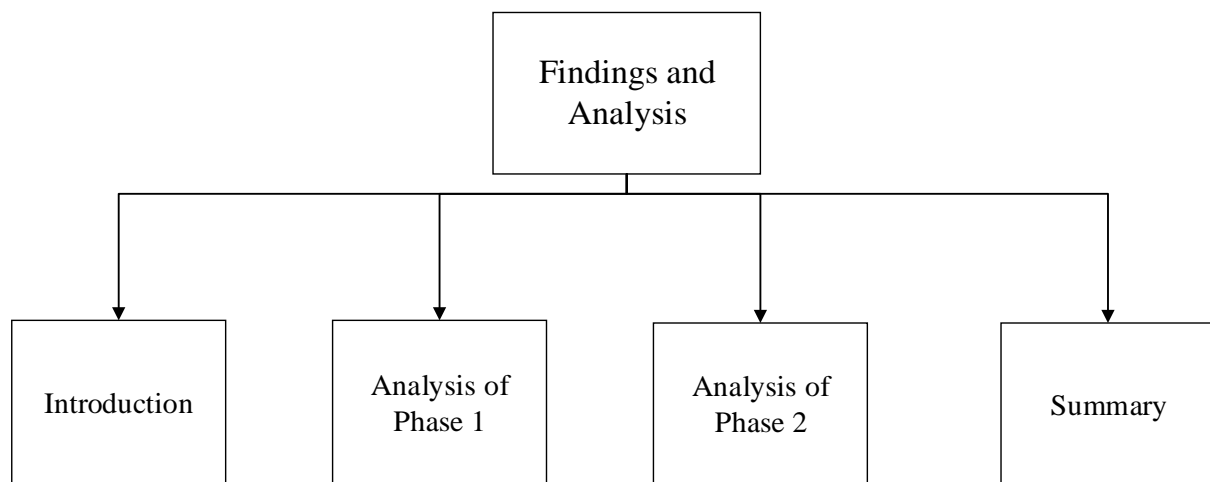 Findings and
Analysis
Introduction
Analysis of
Phase 1
Analysis of
Phase 2
Summary